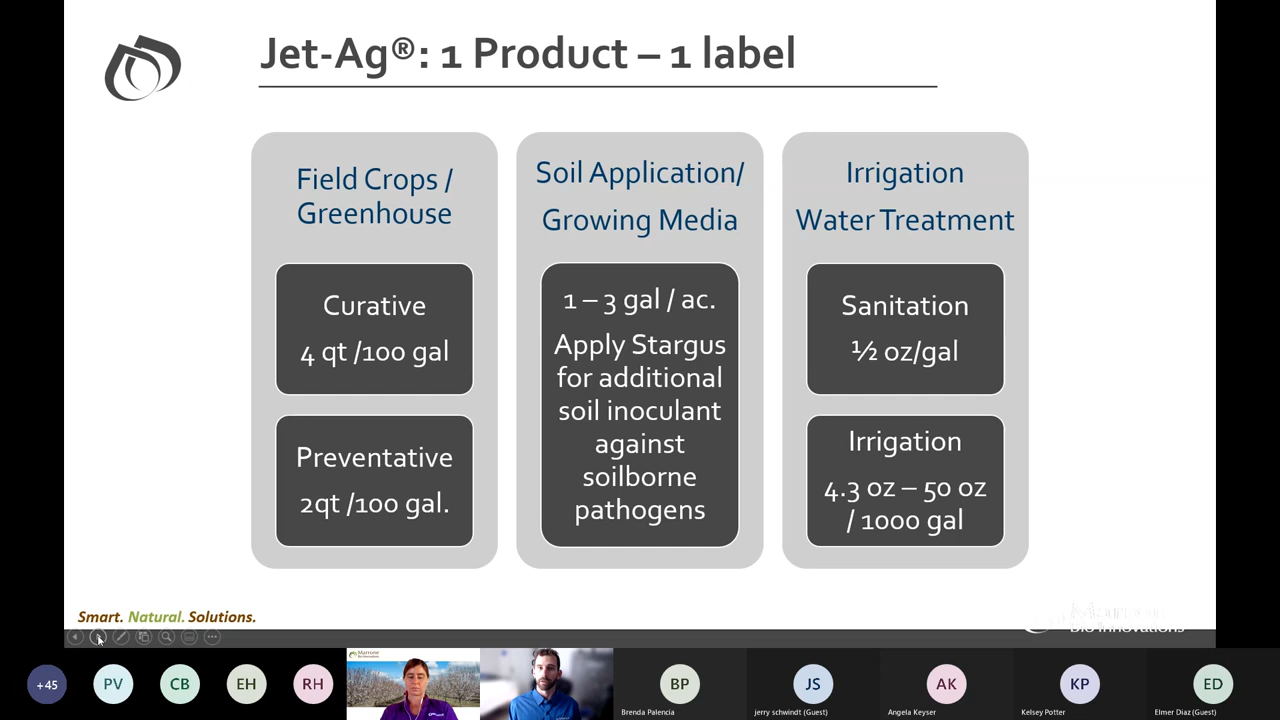 Jet-Ag®: 1 Product – 1 label
Field Crops /
Greenhouse
Curative
4 qt /100 gal
Preventative
2qt /100 gal.
Soil Application/
Growing Media
1 – 3 gal / ac.
Apply Stargus
for additional
soil inoculant
against
soilborne
pathogens
Irrigation
Water Treatment
Sanitation
½ oz/gal
Irrigation
4.3 oz – 50 oz
/ 1000 gal
Smart. Natural. Solutions.
Marrone
Bio Innovations
+45
PV
CB
EH
RH
Marrone
BP
Brenda Palencia
JS
jerry schwindt (Guest)
AK
Angela Keyser
KP
Kelsey Potter
ED
Elmer Diaz (Guest)